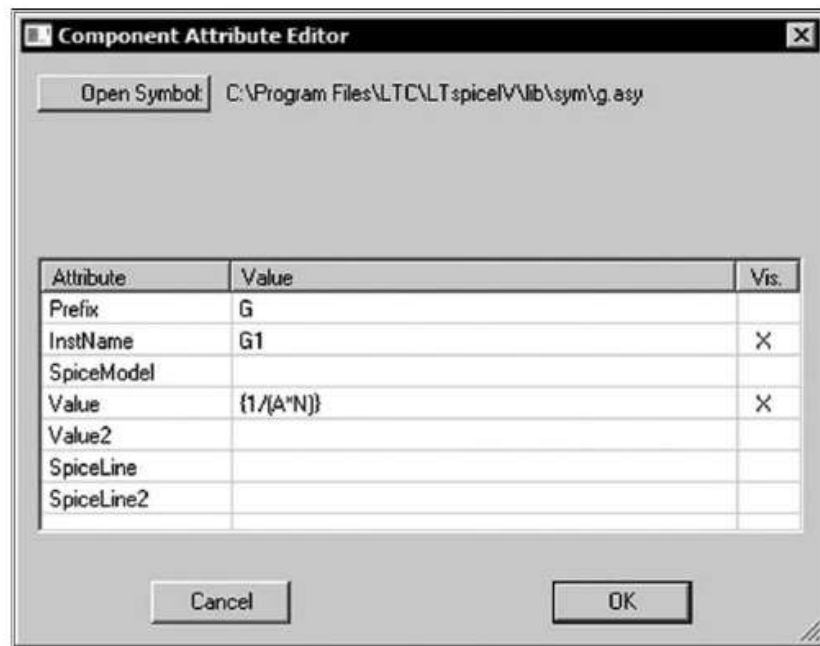 Component Attribute Editor
Open Symbol: C:\Program Files\LTC\LTspiceIV\lib\sym\g.asy
Attribute Value Vis.
Prefix G
InstName G1 X
SpiceModel
Value {1/(A*N)} X
Value2
SpiceLine
SpiceLine2
Cancel OK